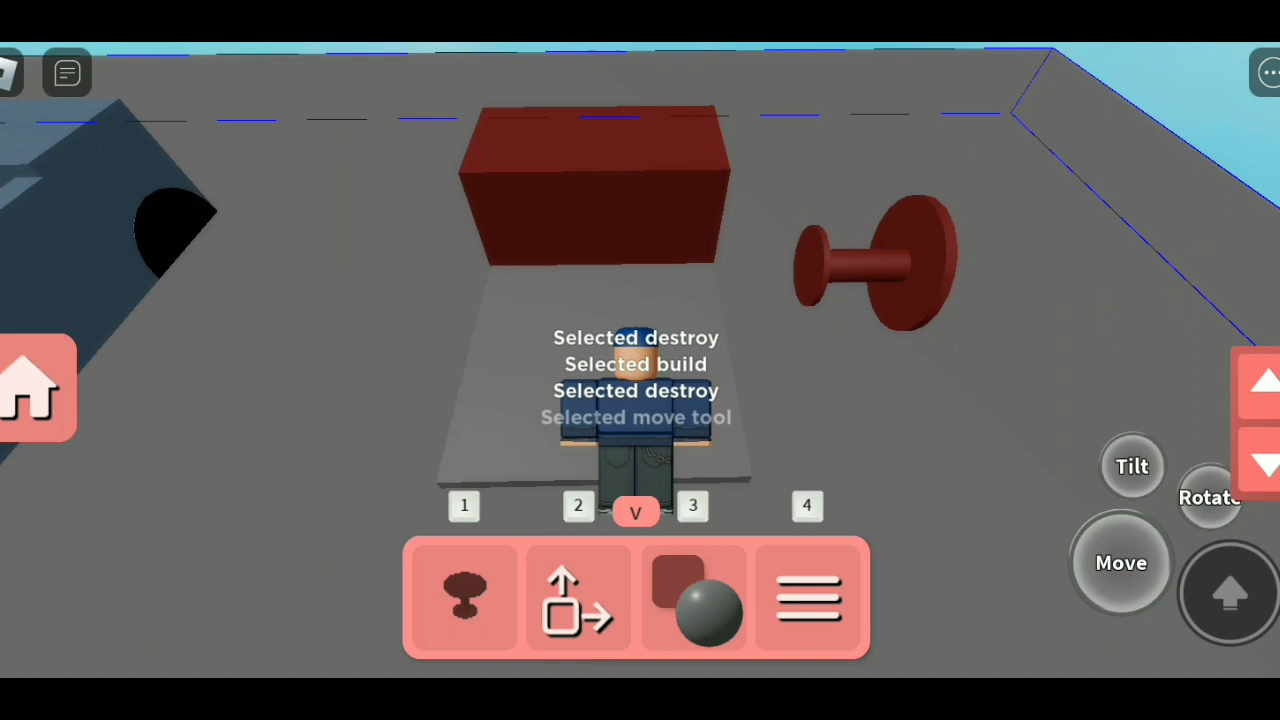 Selected destroy
Selected build
Selected destroy
Selected move tool
Tilt
Rotate
1
2
V
3
4
Move